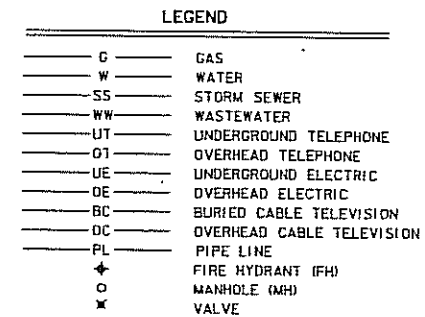 LEGEND
G GAS
W WATER
SS STORM SEWER
WW WASTEWATER
UT UNDERGROUND TELEPHONE
OT OVERHEAD TELEPHONE
UE UNDERGROUND ELECTRIC
OE OVERHEAD ELECTRIC
BC BURIED CABLE TELEVISION
OC OVERHEAD CABLE TELEVISION
PL PIPE LINE
FIRE HYDRANT (FH)
MANHOLE (MH)
VALVE